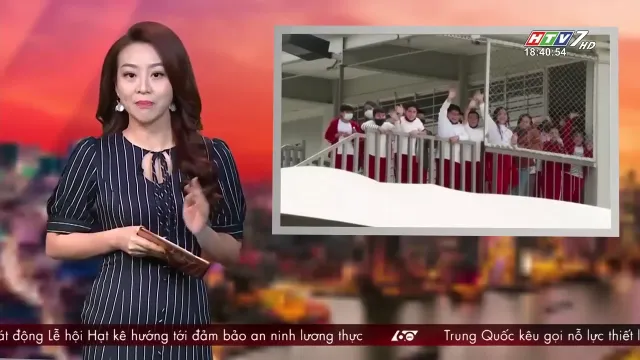 HTV7 HD
18:40:54
át động Lễ hội Hạt kê hướng tới đảm bảo an ninh lương thực
Trung Quốc kêu gọi nỗ lực thiết